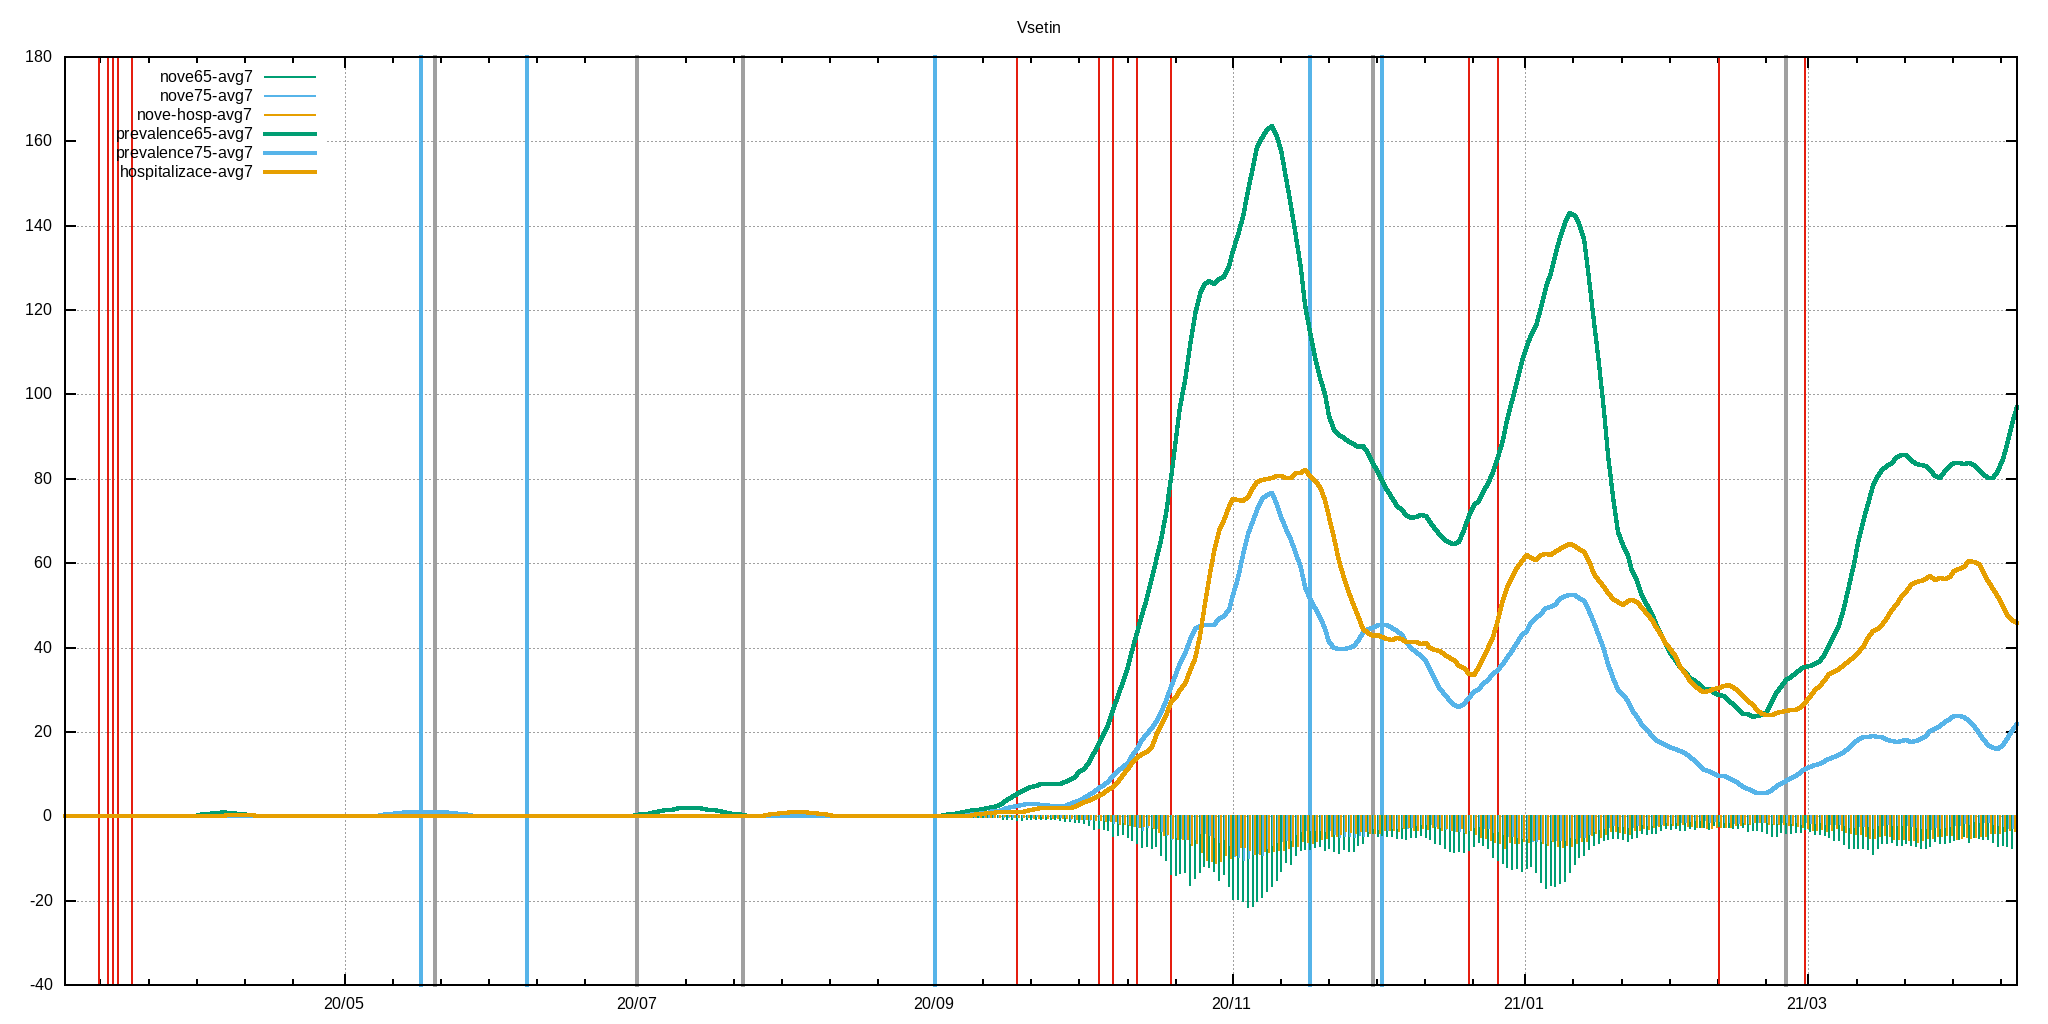 Vsetin
180
160
140
120
100
80
60
40
20
0
-20
-40
nove65-avg7
nove75-avg7
nove-hosp-avg7
prevalence65-avg7
prevalence75-avg7
hospitalizace-avg7
20/05 20/07 20/09 20/11 21/01 21/03